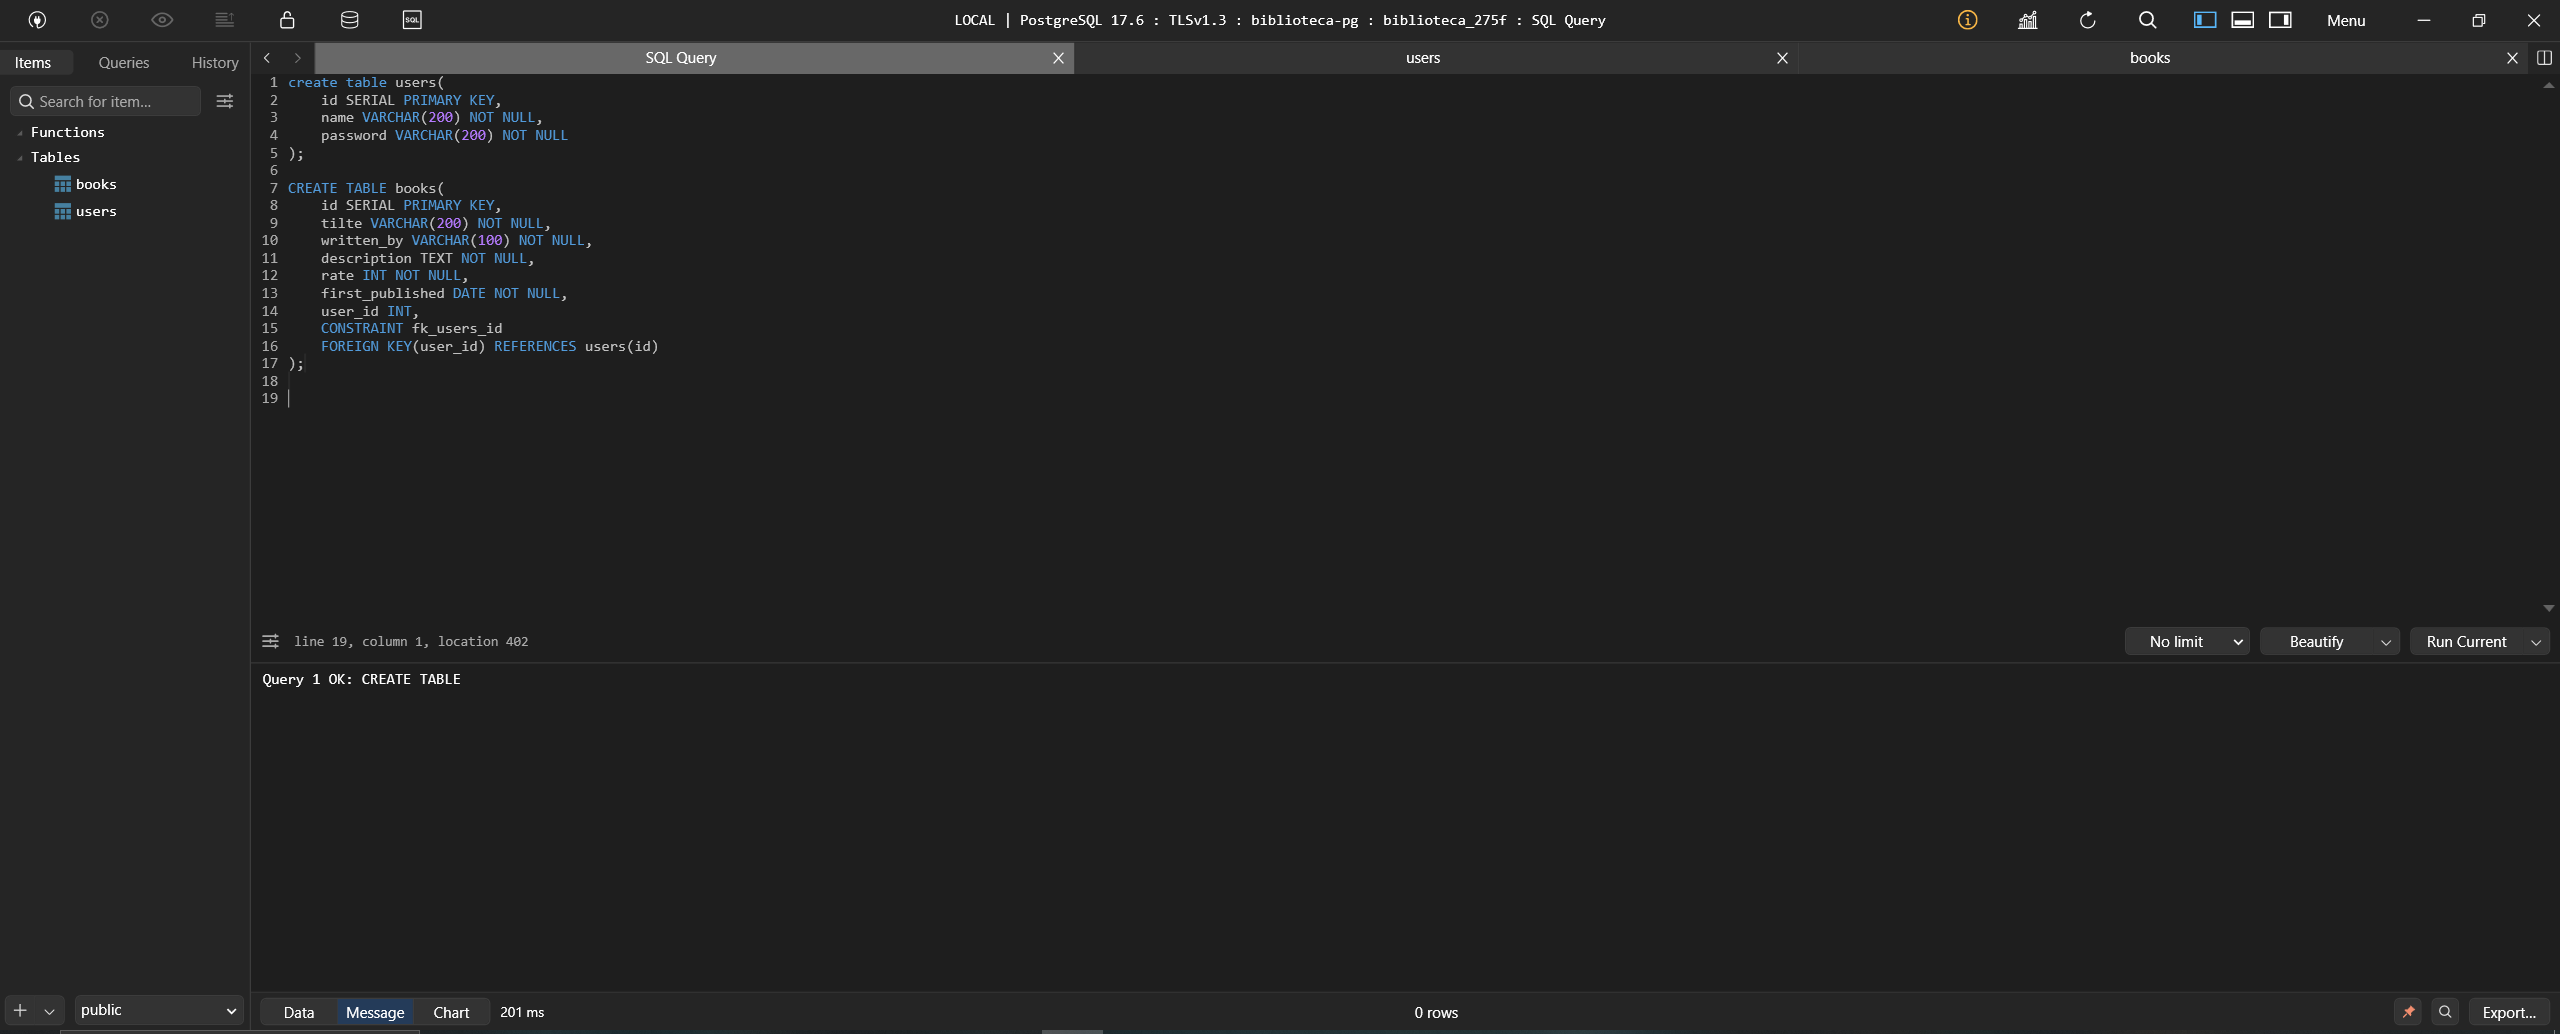 LOCAL | PostgreSQL 17.6 : TLSv1.3 : biblioteca-pg : biblioteca_275f : SQL Query
SQL
Menu
Items Queries History
SQL Query
users
books
Search for item...
Functions
Tables
books
users
1 create table users(
2 id SERIAL PRIMARY KEY,
3 name VARCHAR(200) NOT NULL,
4 password VARCHAR(200) NOT NULL
5 );
6
7 CREATE TABLE books(
8 id SERIAL PRIMARY KEY,
9 tilte VARCHAR(200) NOT NULL,
10 written_by VARCHAR(100) NOT NULL,
11 description TEXT NOT NULL,
12 rate INT NOT NULL,
13 first_published DATE NOT NULL,
14 user_id INT,
15 CONSTRAINT fk_users_id
16 FOREIGN KEY(user_id) REFERENCES users(id)
17 );
18
19
line 19, column 1, location 402
No limit
Beautify
Run Current
Query 1 OK: CREATE TABLE
public
Data Message Chart 201 ms
0 rows
Export...